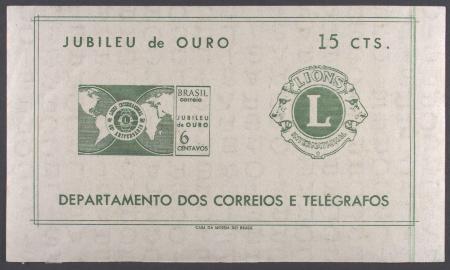 JUBILEU de OURO 15 CTS.
BRASIL
correio
JUBILEU
de OURO
6
CENTAVOS
LIONS
L
INTERNATIONAL
DEPARTAMENTO DOS CORREIOS E TELÉGRAFOS
CASA DA MOEDA DO BRASIL